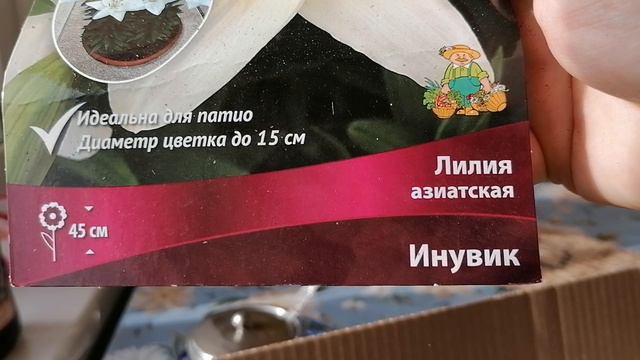 Идеальна для патио
Диаметр цветка до 15 см
Лилия
азиатская
45 см
Инувик